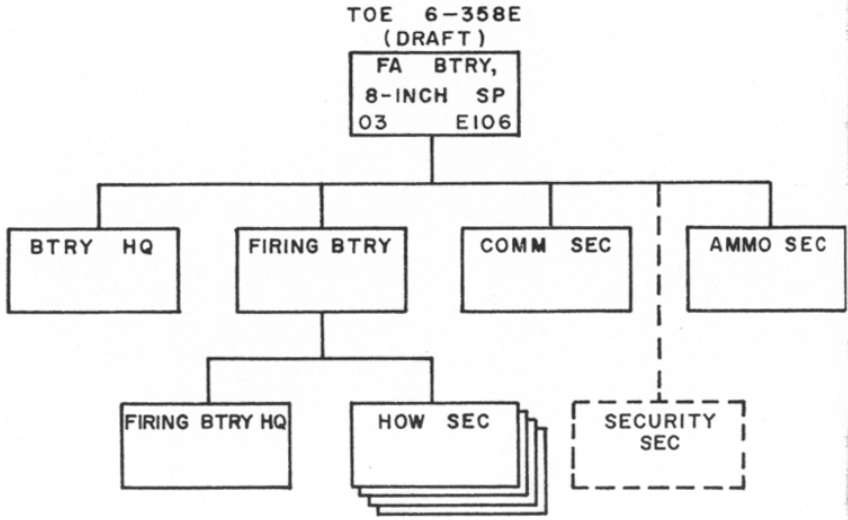 TOE 6-358E
(DRAFT)
FA BTRY,
8-INCH SP
03 E106
BTRY HQ
FIRING BTRY
COMM SEC
AMMO SEC
FIRING BTRY HQ
HOW SEC
SECURITY
SEC